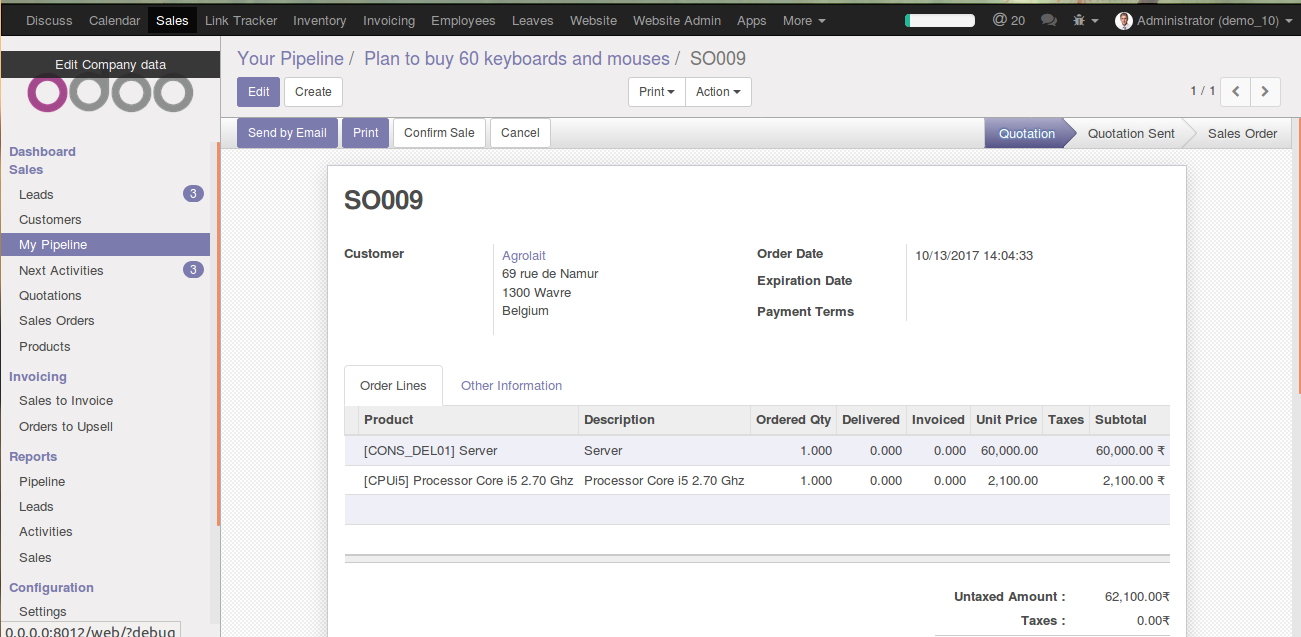 Discuss Calendar Sales Link Tracker Inventory Invoicing Employees Leaves Website Website Admin Apps More @ 20 Administrator (demo_10)
Edit Company data
odoo
Your Pipeline / Plan to buy 60 keyboards and mouses / SO009
Edit Create Print Action 1 / 1
Send by Email Print Confirm Sale Cancel Quotation Quotation Sent Sales Order
Dashboard
Sales
Leads 3
Customers
My Pipeline
Next Activities 3
Quotations
Sales Orders
Products
Invoicing
Sales to Invoice
Orders to Upsell
Reports
Pipeline
Leads
Activities
Sales
Configuration
Settings
0.0.0.0:8012/web/?debug
SO009
Customer
Agrolait
69 rue de Namur
1300 Wavre
Belgium
Order Date 10/13/2017 14:04:33
Expiration Date
Payment Terms
Order Lines Other Information
Product Description Ordered Qty Delivered Invoiced Unit Price Taxes Subtotal
[CONS_DEL01] Server Server 1.000 0.000 0.000 60,000.00 60,000.00 ₹
[CPUi5] Processor Core i5 2.70 Ghz Processor Core i5 2.70 Ghz 1.000 0.000 0.000 2,100.00 2,100.00 ₹
Untaxed Amount : 62,100.00₹
Taxes : 0.00₹